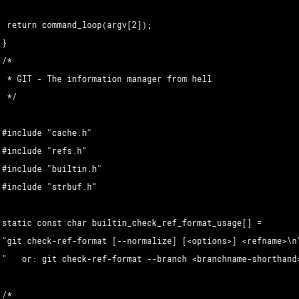 return command_loop(argv[2]);
}
/*
* GIT - The information manager from hell
*/
#include "cache.h"
#include "refs.h"
#include "builtin.h"
#include "strbuf.h"
static const char builtin_check_ref_format_usage[] =
"git check-ref-format [--normalize] [<options>] <refname>\n"
"   or: git check-ref-format --branch <branchname-shorthand>
/*